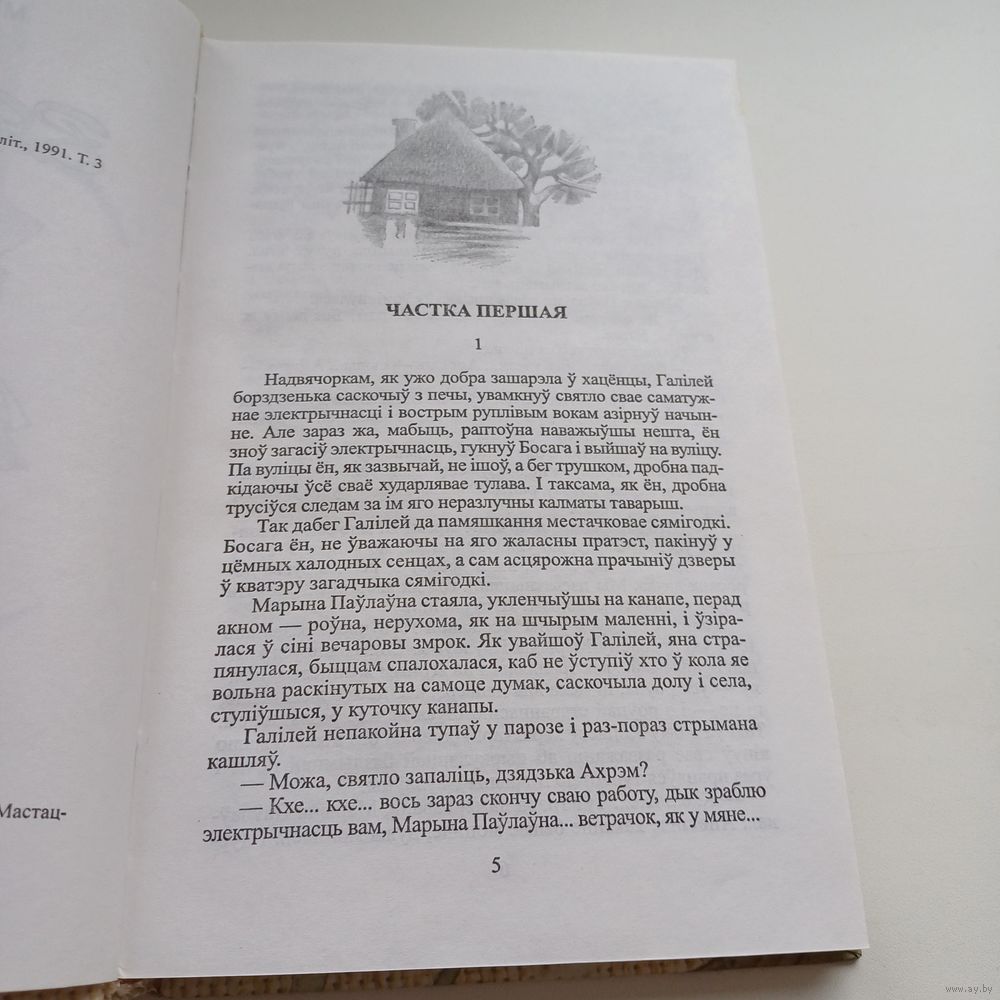 літ., 1991. Т. 3
Мастац-
ЧАСТКА ПЕРШАЯ
1
Надвячоркам, як ужо добра зашарэла ў хацёнцы, Галілей
борздзенька саскочыў з печы, увамкнуў святло свае саматуж-
нае электрычнасці і вострым руплівым вокам азірнуў начын-
не. Але зараз жа, мабыць, раптоўна наважыўшы нешта, ён
зноў загасіў электрычнасць, гукнуў Босага і выйшаў на вуліцу.
Па вуліцы ён, як зазвычай, не ішоў, а бег трушком, дробна пад-
кідаючы ўсё сваё хударлявае тулава. І таксама, як ён, дробна
трусіўся следам за ім яго неразлучны калматы таварыш.
Так дабег Галілей да памяшкання местачковае сямігодкі.
Босага ён, не ўважаючы на яго жаласны пратэст, пакінуў у
цёмных халодных сенцах, а сам асцярожна прачыніў дзверы
ў кватэру загадчыка сямігодкі.
Марына Паўлаўна стаяла, укленчыўшы на канапе, перад
акном — роўна, нерухома, як на шчырым маленні, і ўзіра-
лася ў сіні вечаровы змрок. Як увайшоў Галілей, яна стра-
пянулася, быццам спалохалася, каб не ўступіў хто ў кола яе
вольна раскінутых на самоце думак, саскочыла долу і села,
стуліўшыся, у куточку канапы.
Галілей непакойна тупаў у парозе і раз-пораз стрымана
кашляў.
— Можа, святло запаліць, дзядзька Ахрэм?
— Кхе... кхе... вось зараз скончу сваю работу, дык зраблю
электрычнасць вам, Марына Паўлаўна... ветрачок, як у мяне...
5
www.ay.by